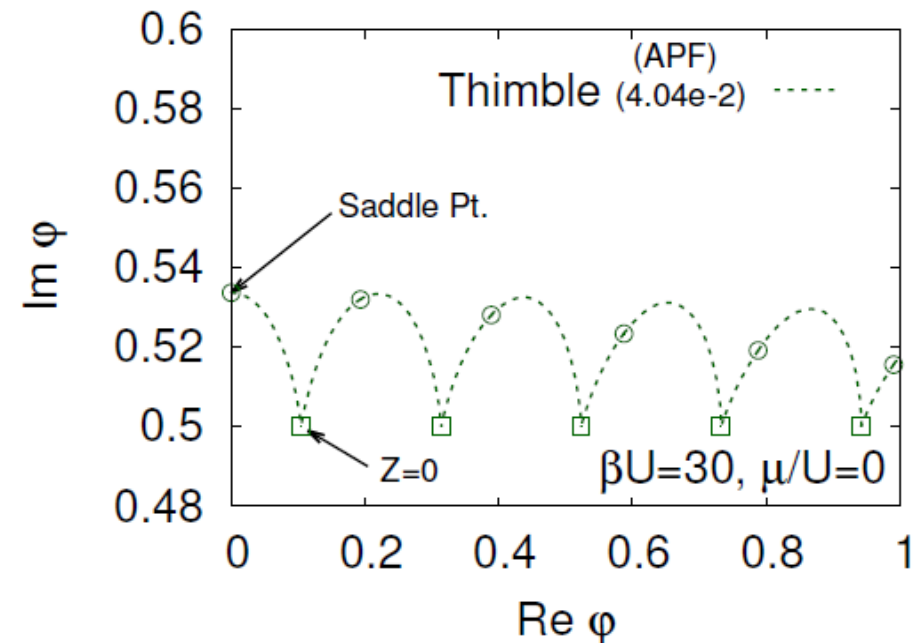 0.6
0.58
0.56
0.54
0.52
0.5
0.48
Im φ
(APF)
Thimble (4.04e-2)
Saddle Pt.
Z=0
βU=30, μ/U=0
0 0.2 0.4 0.6 0.8 1
Re φ